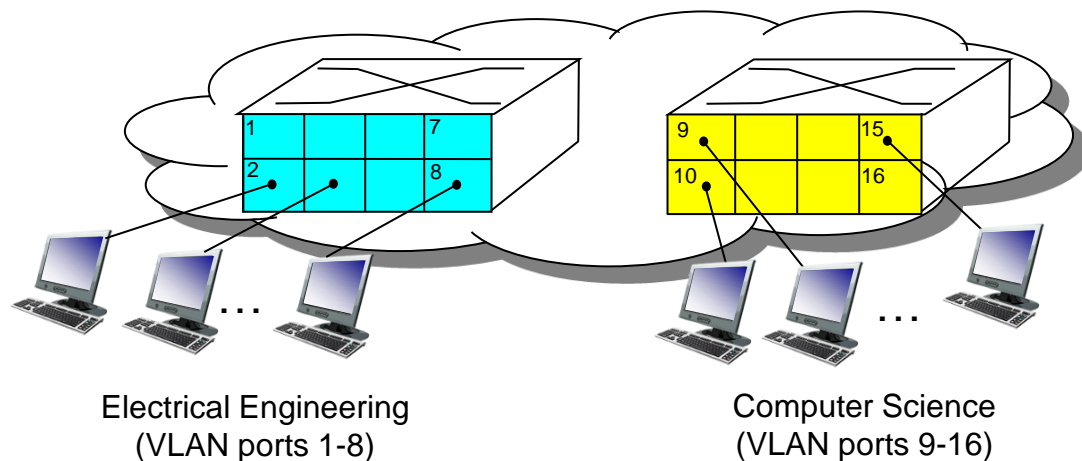 1 7
2 8
9 15
10 16
...
...
Electrical Engineering
(VLAN ports 1-8)
Computer Science
(VLAN ports 9-16)